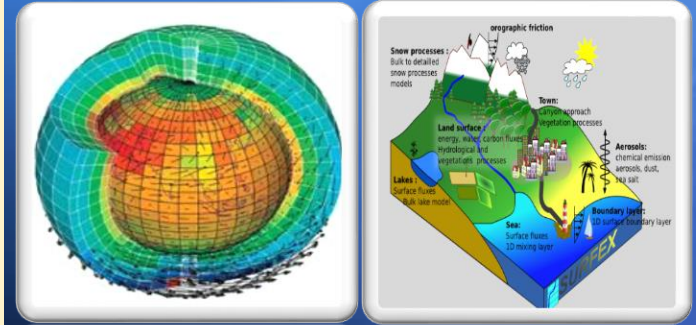 orographic friction
Snow processes :
Bulk to detailled
snow processes
models
Town:
Canyon approach
Vegetation processes
Land surface :
energy, water, carbon fluxes
Hydrological and
vegetations processes
Aerosols:
chemical emission
aerosols, dust,
sea salt
Lakes :
Surface fluxes
Bulk lake model
Boundary layer:
1D surface boundary layer
Sea:
Surface fluxes
1D mixing layer
SURFEX